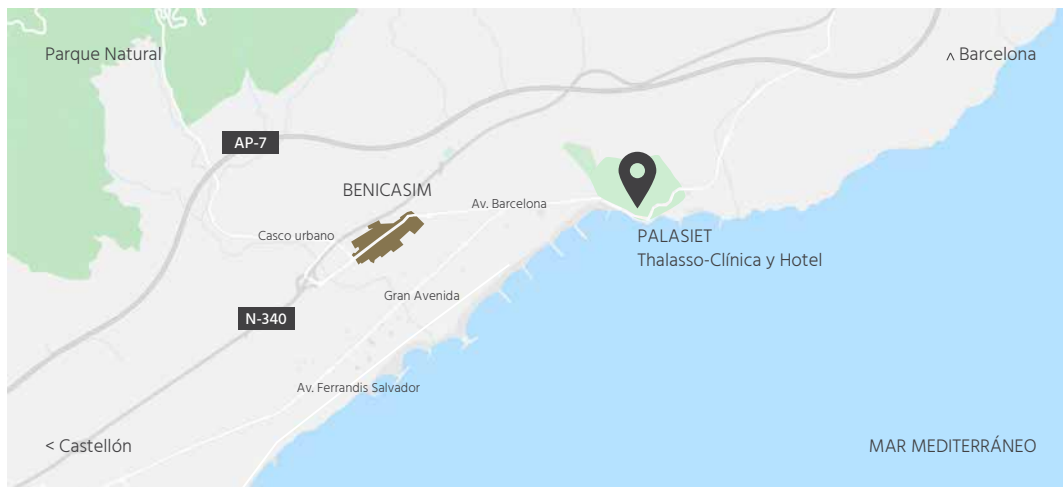 Parque Natural
^ Barcelona
AP-7
BENICASIM
Av. Barcelona
Casco urbano
PALASIET
Thalasso-Clínica y Hotel
Gran Avenida
N-340
Av. Ferrandis Salvador
< Castellón
MAR MEDITERRÁNEO